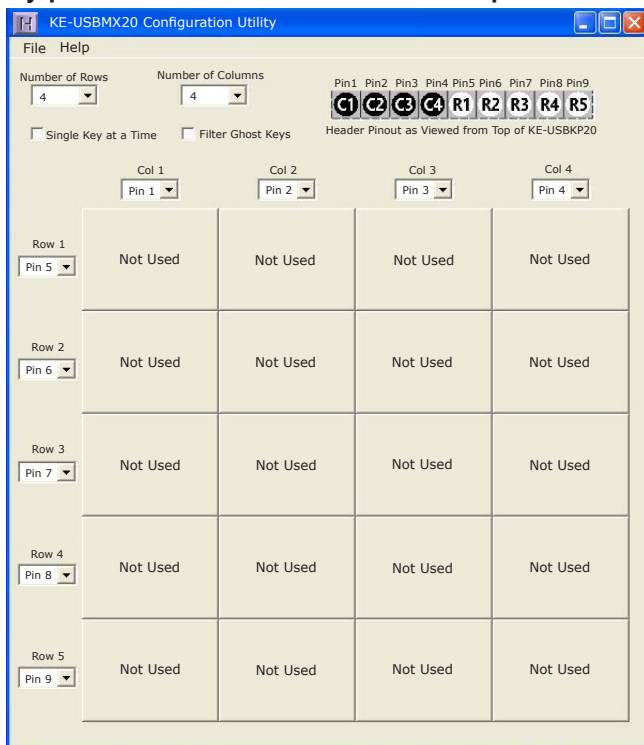 KE-USBMX20 Configuration Utility
File Help
Number of Rows Number of Columns
4 4
Pin1 Pin2 Pin3 Pin4 Pin5 Pin6 Pin7 Pin8 Pin9
C1 C2 C3 C4 R1 R2 R3 R4 R5
Single Key at a Time Filter Ghost Keys
Header Pinout as Viewed from Top of KE-USBKP20
Col 1 Col 2 Col 3 Col 4
Pin 1 Pin 2 Pin 3 Pin 4
Row 1
Pin 5 Not Used Not Used Not Used Not Used
Row 2
Pin 6 Not Used Not Used Not Used Not Used
Row 3
Pin 7 Not Used Not Used Not Used Not Used
Row 4
Pin 8 Not Used Not Used Not Used Not Used
Row 5
Pin 9 Not Used Not Used Not Used Not Used